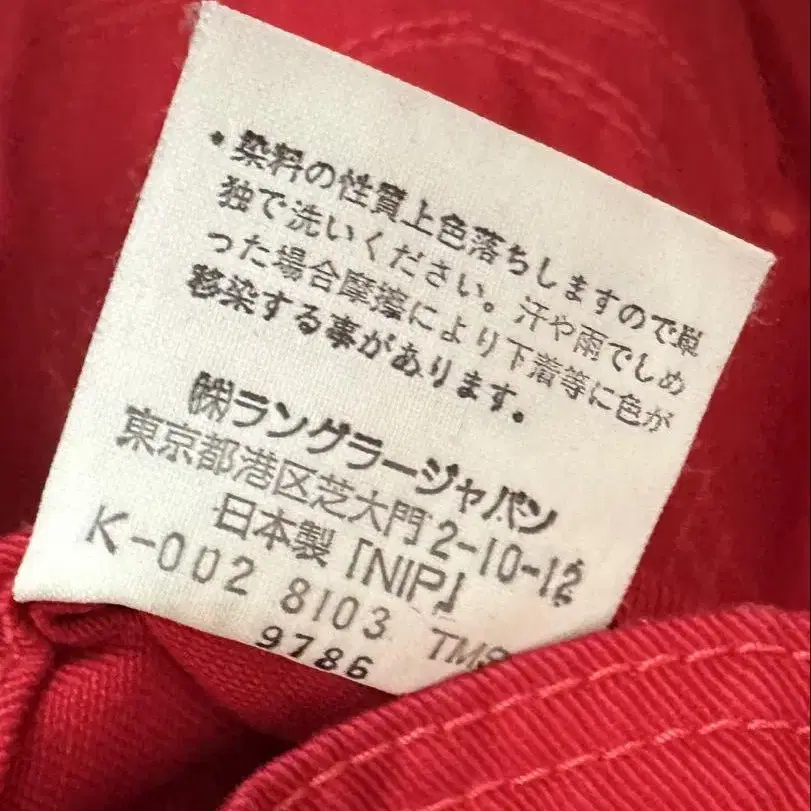 ・染料の性質上色落ちしますので単
独で洗いください。汗や雨でしめ
った場合摩擦により下着等に色が
移染する事があります。
㈱ラングラージャパン
東京都港区芝大門2-10-12
日本製「NIP」
K-002 8103
9786